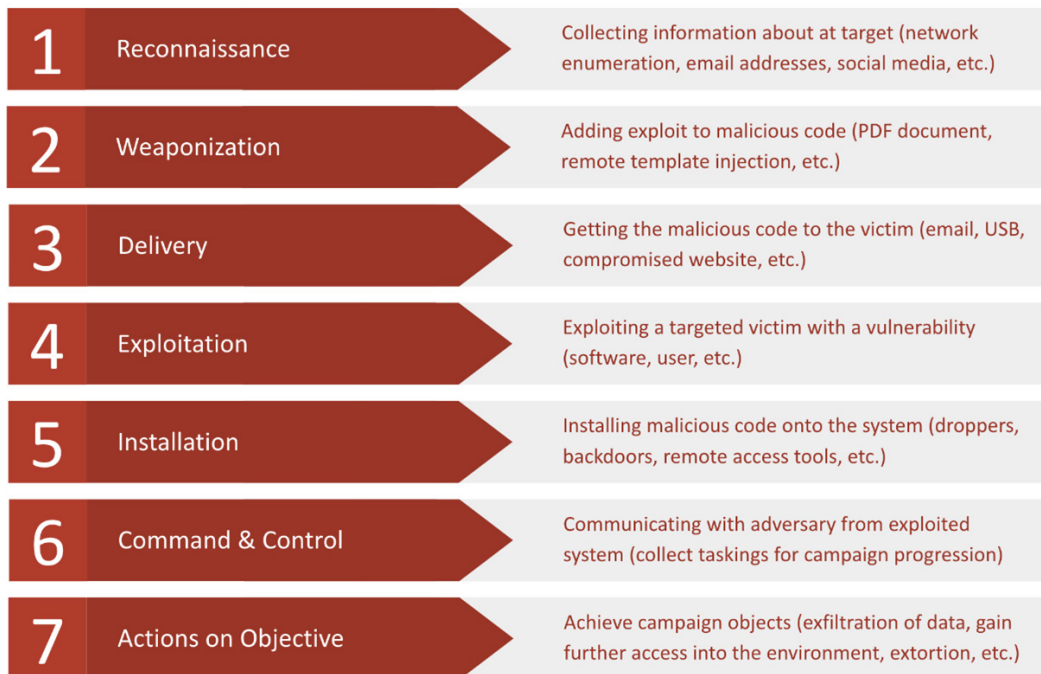 1
Reconnaissance
Collecting information about at target (network
enumeration, email addresses, social media, etc.)
2
Weaponization
Adding exploit to malicious code (PDF document,
remote template injection, etc.)
3
Delivery
Getting the malicious code to the victim (email, USB,
compromised website, etc.)
4
Exploitation
Exploiting a targeted victim with a vulnerability
(software, user, etc.)
5
Installation
Installing malicious code onto the system (droppers,
backdoors, remote access tools, etc.)
6
Command & Control
Communicating with adversary from exploited
system (collect taskings for campaign progression)
7
Actions on Objective
Achieve campaign objects (exfiltration of data, gain
further access into the environment, extortion, etc.)